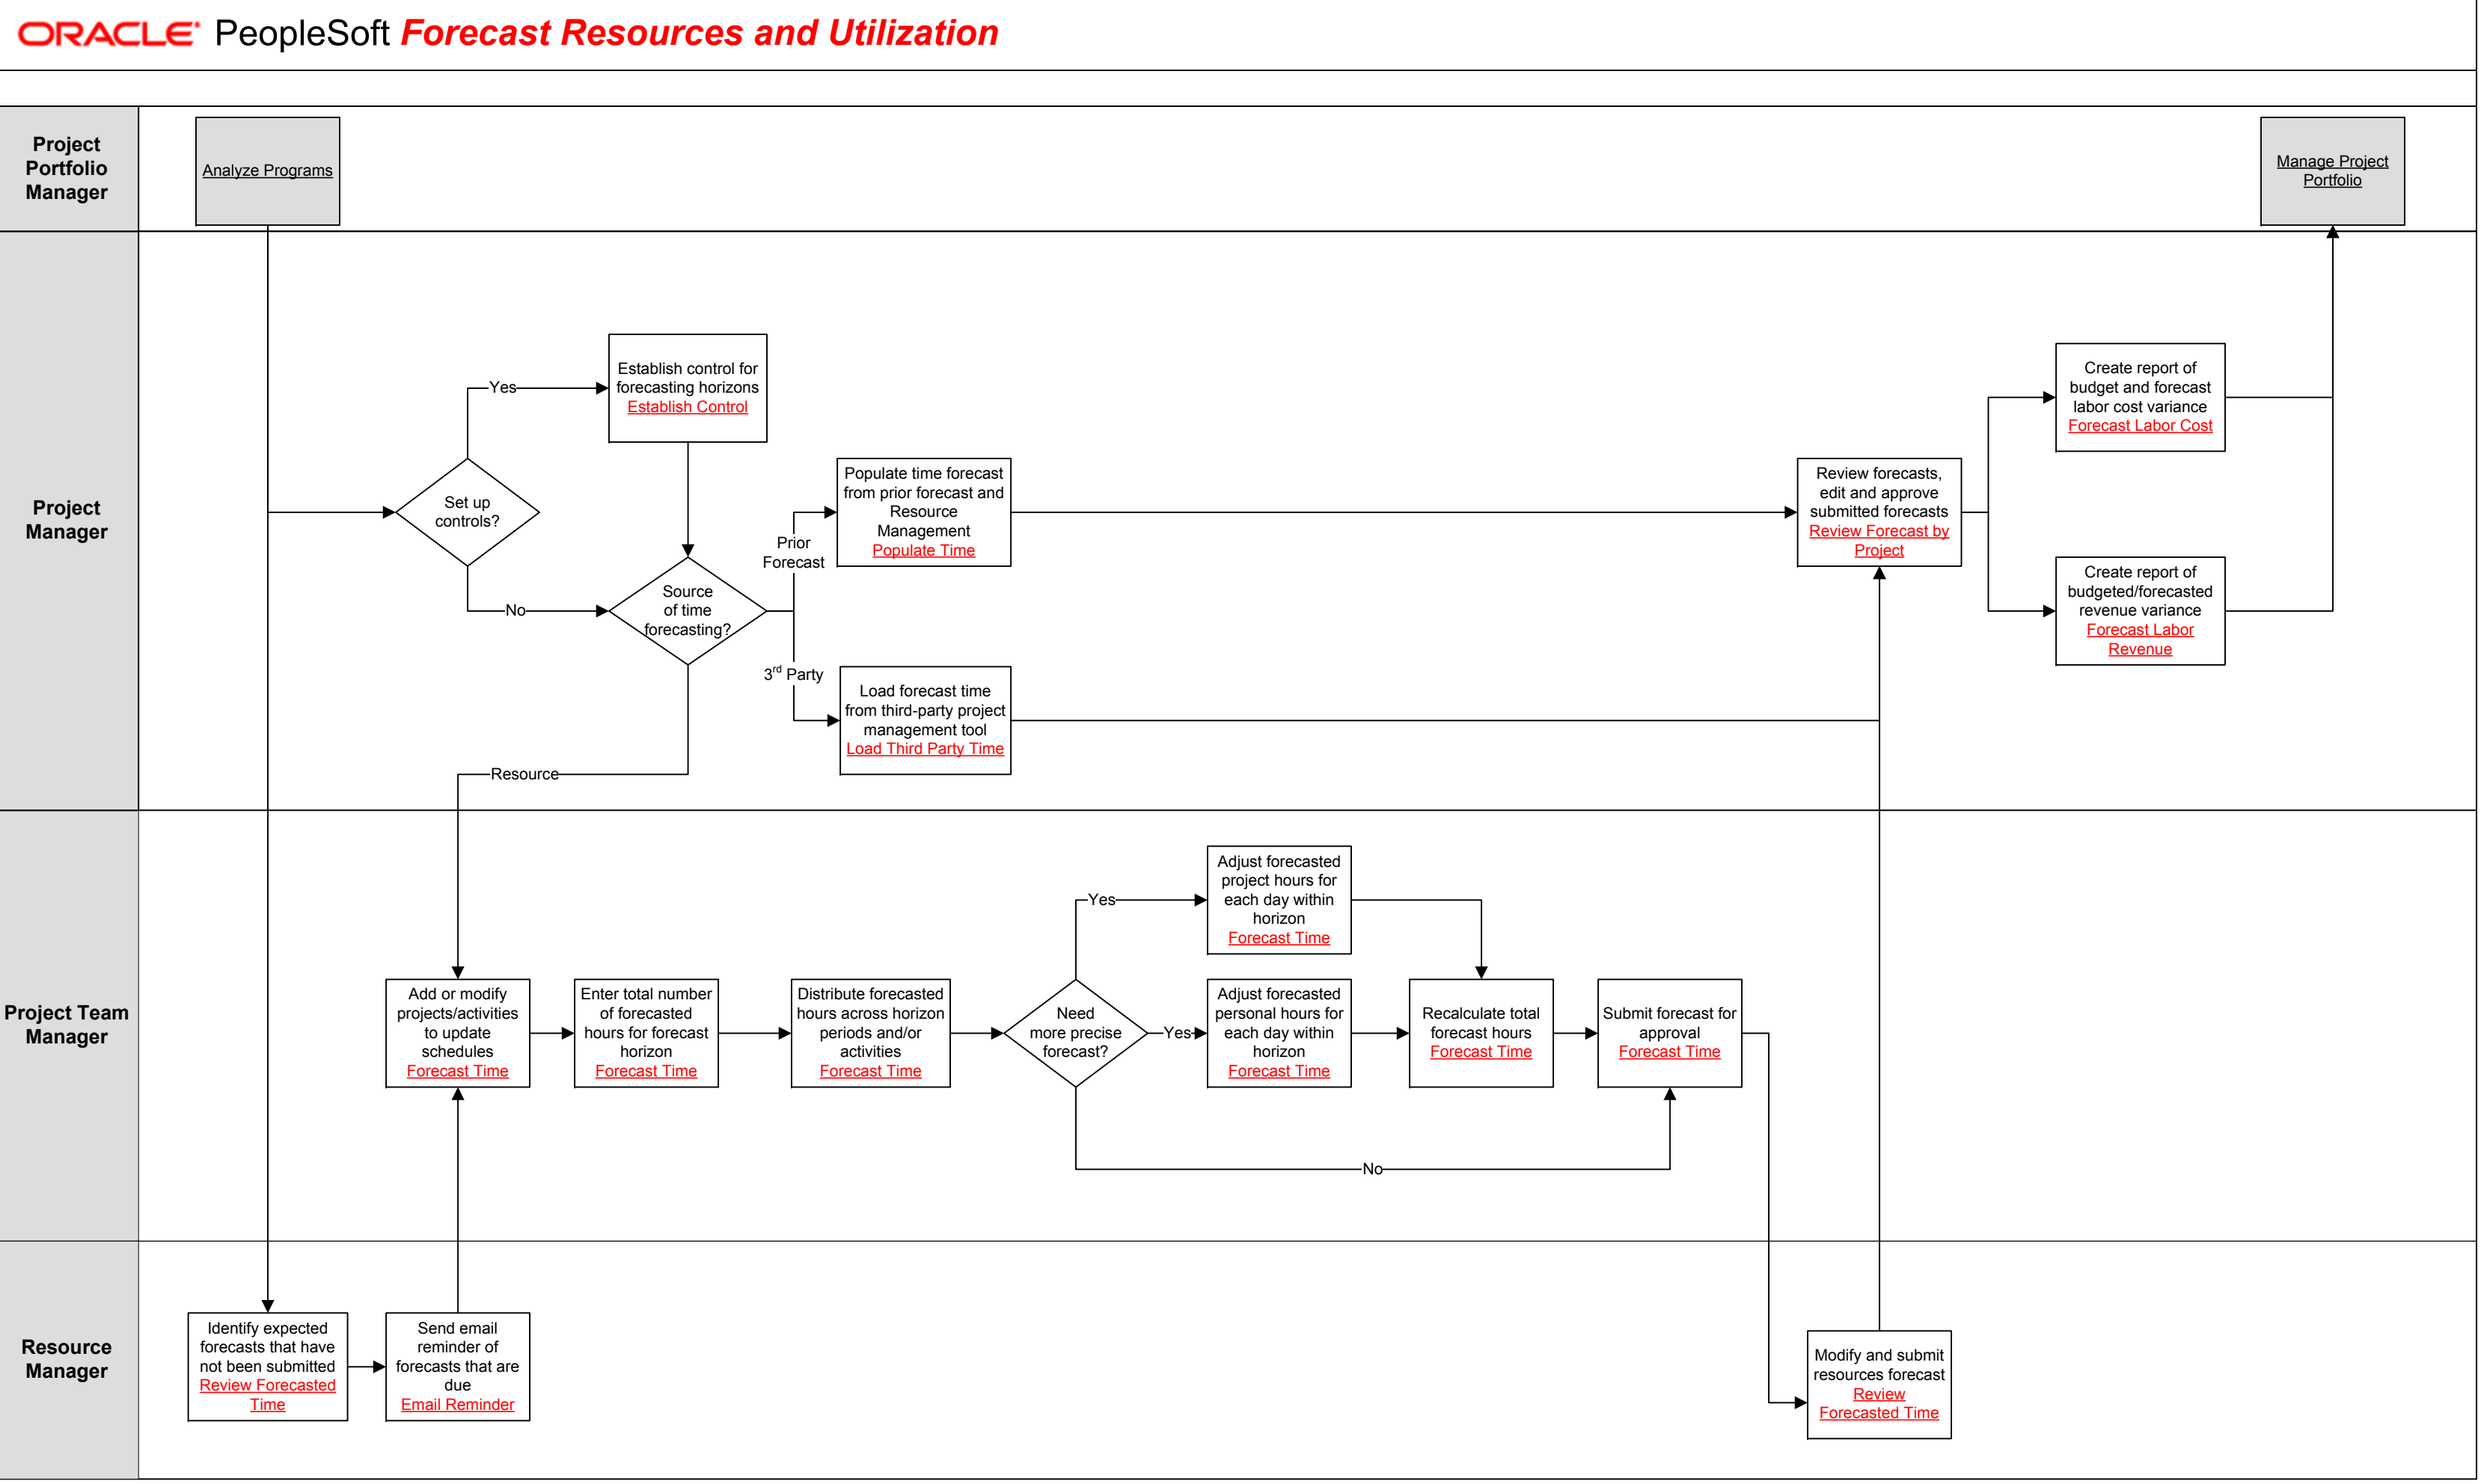 ORACLE PeopleSoft Forecast Resources and Utilization
Project
Portfolio
Manager
Analyze Programs
Manage Project
Portfolio
Project
Manager
Set up
controls?
Yes
No
Establish control for
forecasting horizons
Establish Control
Source
of time
forecasting?
Prior
Forecast
3rd Party
Resource
Populate time forecast
from prior forecast and
Resource
Management
Populate Time
Load forecast time
from third-party project
management tool
Load Third Party Time
Review forecasts,
edit and approve
submitted forecasts
Review Forecast by
Project
Create report of
budget and forecast
labor cost variance
Forecast Labor Cost
Create report of
budgeted/forecasted
revenue variance
Forecast Labor
Revenue
Project Team
Manager
Add or modify
projects/activities
to update
schedules
Forecast Time
Enter total number
of forecasted
hours for forecast
horizon
Forecast Time
Distribute forecasted
hours across horizon
periods and/or
activities
Forecast Time
Need
more precise
forecast?
Yes
Yes
No
Adjust forecasted
project hours for
each day within
horizon
Forecast Time
Adjust forecasted
personal hours for
each day within
horizon
Forecast Time
Recalculate total
forecast hours
Forecast Time
Submit forecast for
approval
Forecast Time
Resource
Manager
Identify expected
forecasts that have
not been submitted
Review Forecasted
Time
Send email
reminder of
forecasts that are
due
Email Reminder
Modify and submit
resources forecast
Review
Forecasted Time